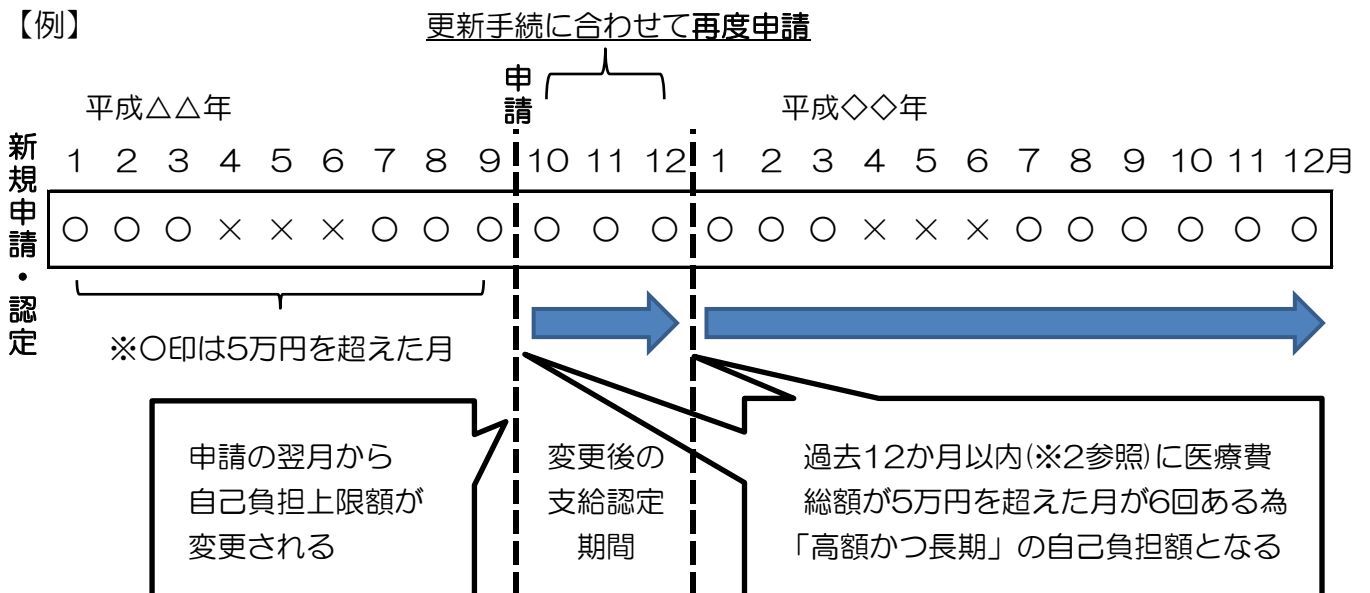 【例】
更新手続に合わせて再度申請
申請
平成△△年
平成◇◇年
新規申請・認定
1 2 3 4 5 6 7 8 9 10 11 12 1 2 3 4 5 6 7 8 9 10 11 12月
○ ○ ○ × × × ○ ○ ○ ○ ○ ○ ○ ○ ○ × × × ○ ○ ○ ○ ○ ○
※○印は5万円を超えた月
申請の翌月から
自己負担上限額が
変更される
変更後の
支給認定
期間
過去12か月以内(※2参照)に医療費
総額が5万円を超えた月が6回ある為
「高額かつ長期」の自己負担額となる